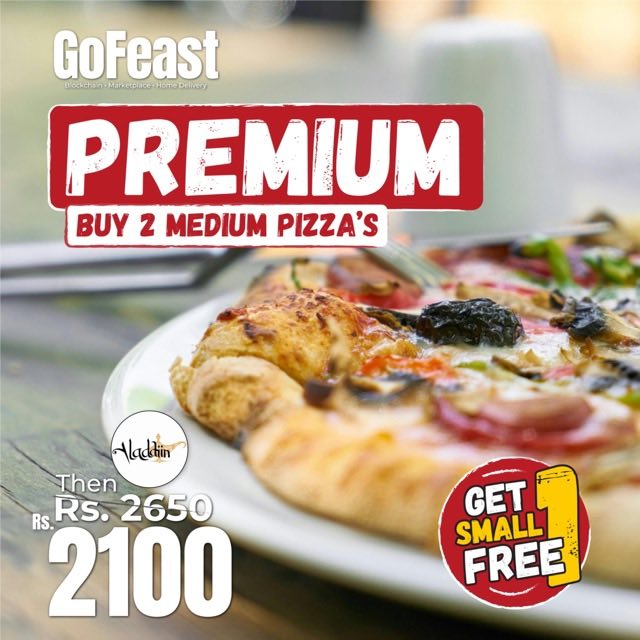 GoFeast
Blockchain - Marketplace - Home Delivery
PREMIUM
BUY 2 MEDIUM PIZZA'S
Aladdiin
Then
Rs. 2650
Rs. 2100
GET
SMALL 1
FREE